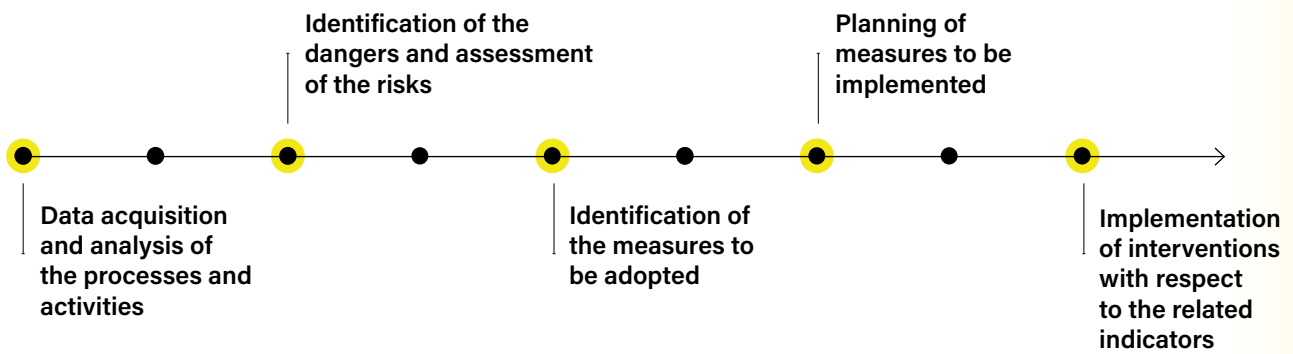 Identification of the
dangers and assessment
of the risks
Planning of
measures to be
implemented
Data acquisition
and analysis of
the processes and
activities
Identification of
the measures to
be adopted
Implementation
of interventions
with respect
to the related
indicators